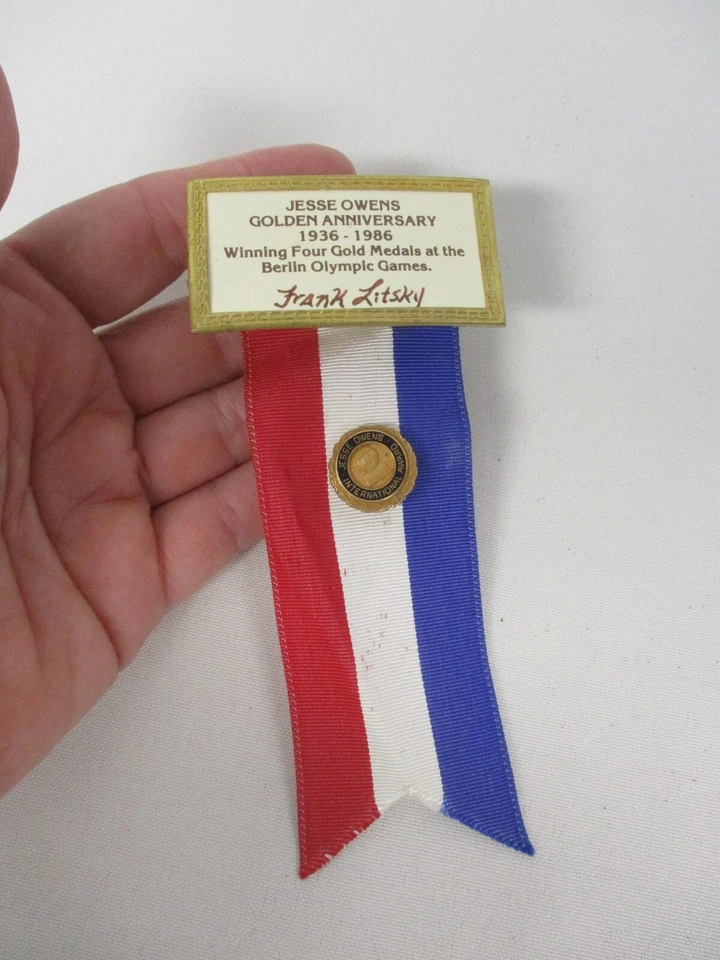 JESSE OWENS
GOLDEN ANNIVERSARY
1936 - 1986
Winning Four Gold Medals at the
Berlin Olympic Games.
Frank Litsky
JESSE OWENS
INTERNATIONAL AWARD